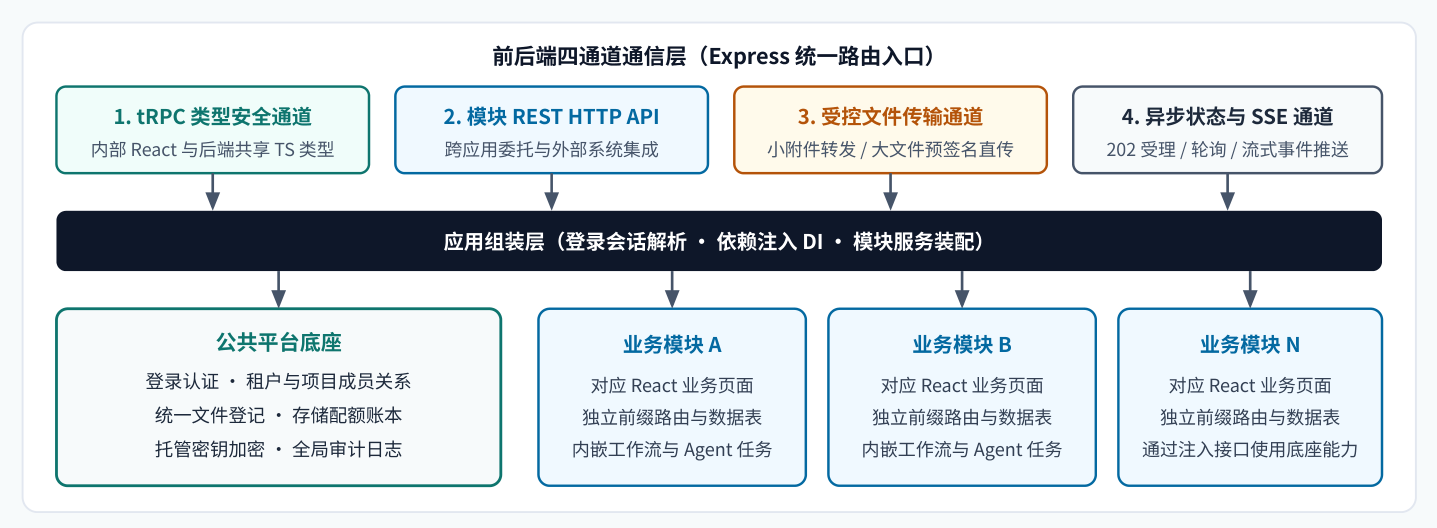 前后端四通道通信层（Express 统一路由入口）
1. tRPC 类型安全通道
内部 React 与后端共享 TS 类型
2. 模块 REST HTTP API
跨应用委托与外部系统集成
3. 受控文件传输通道
小附件转发 / 大文件预签名直传
4. 异步状态与 SSE 通道
202 受理 / 轮询 / 流式事件推送
应用组装层（登录会话解析 · 依赖注入 DI · 模块服务装配）
公共平台底座
登录认证 · 租户与项目成员关系
统一文件登记 · 存储配额账本
托管密钥加密 · 全局审计日志
业务模块 A
对应 React 业务页面
独立前缀路由与数据表
内嵌工作流与 Agent 任务
业务模块 B
对应 React 业务页面
独立前缀路由与数据表
内嵌工作流与 Agent 任务
业务模块 N
对应 React 业务页面
独立前缀路由与数据表
通过注入接口使用底座能力